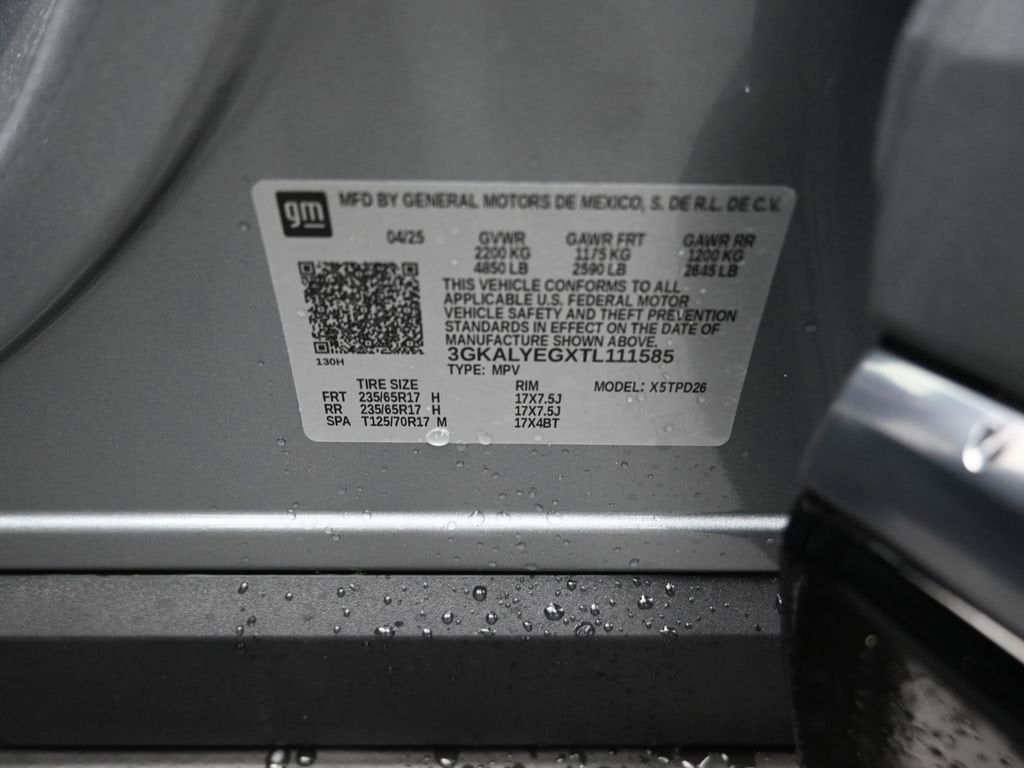 gm
MFD BY GENERAL MOTORS DE MEXICO, S. DE R.L. DE C.V.
04/25 GVWR GAWR FRT GAWR RR
2200 KG 1175 KG 1200 KG
4850 LB 2590 LB 2645 LB
THIS VEHICLE CONFORMS TO ALL
APPLICABLE U.S. FEDERAL MOTOR
VEHICLE SAFETY AND THEFT PREVENTION
STANDARDS IN EFFECT ON THE DATE OF
MANUFACTURE SHOWN ABOVE.
3GKALYEGXTL111585
130H
TYPE: MPV
TIRE SIZE RIM MODEL: X5TPD26
FRT 235/65R17 H 17X7.5J
RR 235/65R17 H 17X7.5J
SPA T125/70R17 M 17X4BT